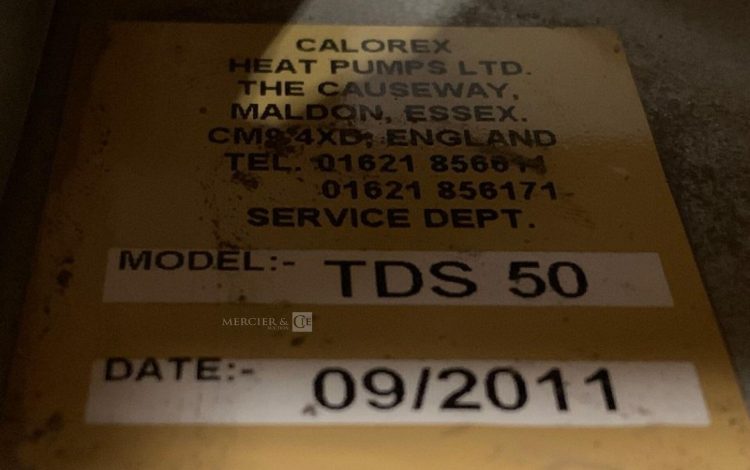 CALOREX
HEAT PUMPS LTD.
THE CAUSEWAY,
MALDON, ESSEX.
CM9 4XD, ENGLAND
TEL. 01621
01621 856171
SERVICE DEPT.
MODEL:- TDS 50
MERCIER & CIE
AUCTION
DATE:- 09/2011